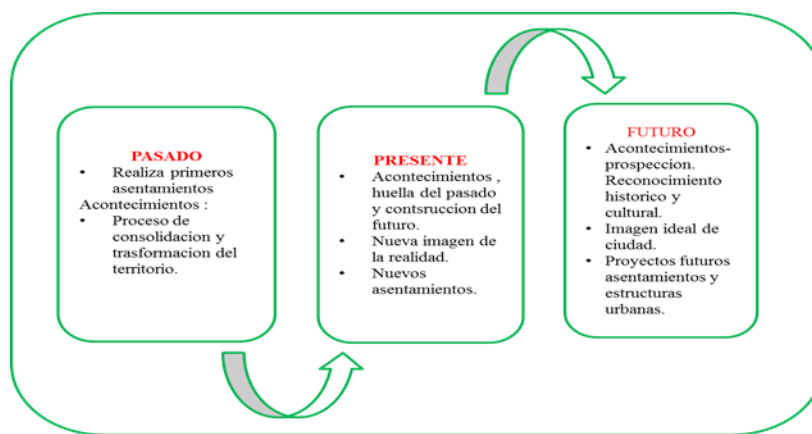 PASADO
• Realiza primeros
asentamientos
Acontecimientos :
• Proceso de
consolidacion y
trasformacion del
territorio.
PRESENTE
• Acontecimientos ,
huella del pasado
y contsruccion del
futuro.
• Nueva imagen de
la realidad.
• Nuevos
asentamientos.
FUTURO
• Acontecimientos-
prospeccion.
Reconocimiento
historico y
cultural.
• Imagen ideal de
ciudad.
• Proyectos futuros
asentamientos y
estructuras
urbanas.